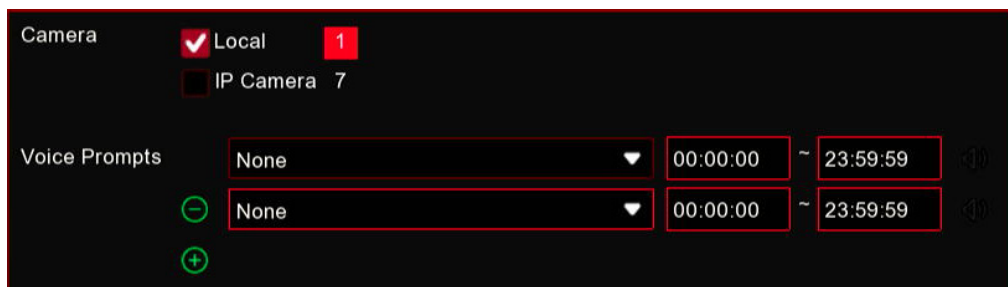 Camera Local 1
IP Camera 7
Voice Prompts None 00:00:00 ~ 23:59:59
None 00:00:00 ~ 23:59:59